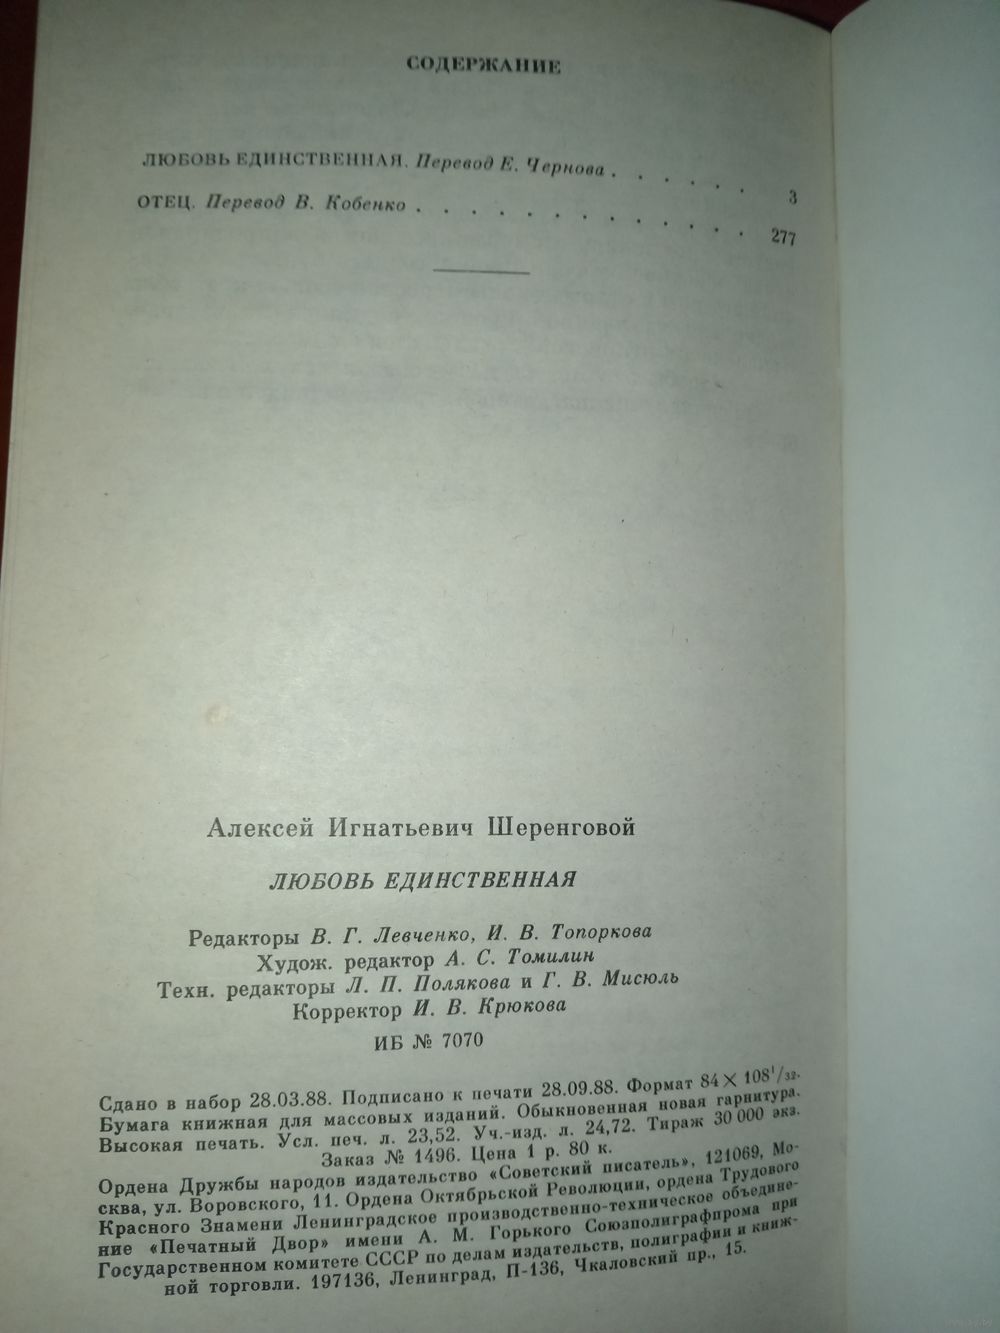 СОДЕРЖАНИЕ
ЛЮБОВЬ ЕДИНСТВЕННАЯ. Перевод Е. Чернова . . . . . . 3
ОТЕЦ. Перевод В. Кобенко . . . . . . . . . . . . . 277
Алексей Игнатьевич Шеренговой
ЛЮБОВЬ ЕДИНСТВЕННАЯ
Редакторы В. Г. Левченко, И. В. Топоркова
Худож. редактор А. С. Томилин
Техн. редакторы Л. П. Полякова и Г. В. Мисюль
Корректор И. В. Крюкова
ИБ № 7070
Сдано в набор 28.03.88. Подписано к печати 28.09.88. Формат 84×108¹/₃₂.
Бумага книжная для массовых изданий. Обыкновенная новая гарнитура.
Высокая печать. Усл. печ. л. 23,52. Уч.-изд. л. 24,72. Тираж 30 000 экз.
Заказ № 1496. Цена 1 р. 80 к.
Ордена Дружбы народов издательство «Советский писатель», 121069, Мо-
сква, ул. Воровского, 11. Ордена Октябрьской Революции, ордена Трудового
Красного Знамени Ленинградское производственно-техническое объедине-
ние «Печатный Двор» имени А. М. Горького Союзполиграфпрома при
Государственном комитете СССР по делам издательств, полиграфии и книж-
ной торговли. 197136, Ленинград, П-136, Чкаловский пр., 15.